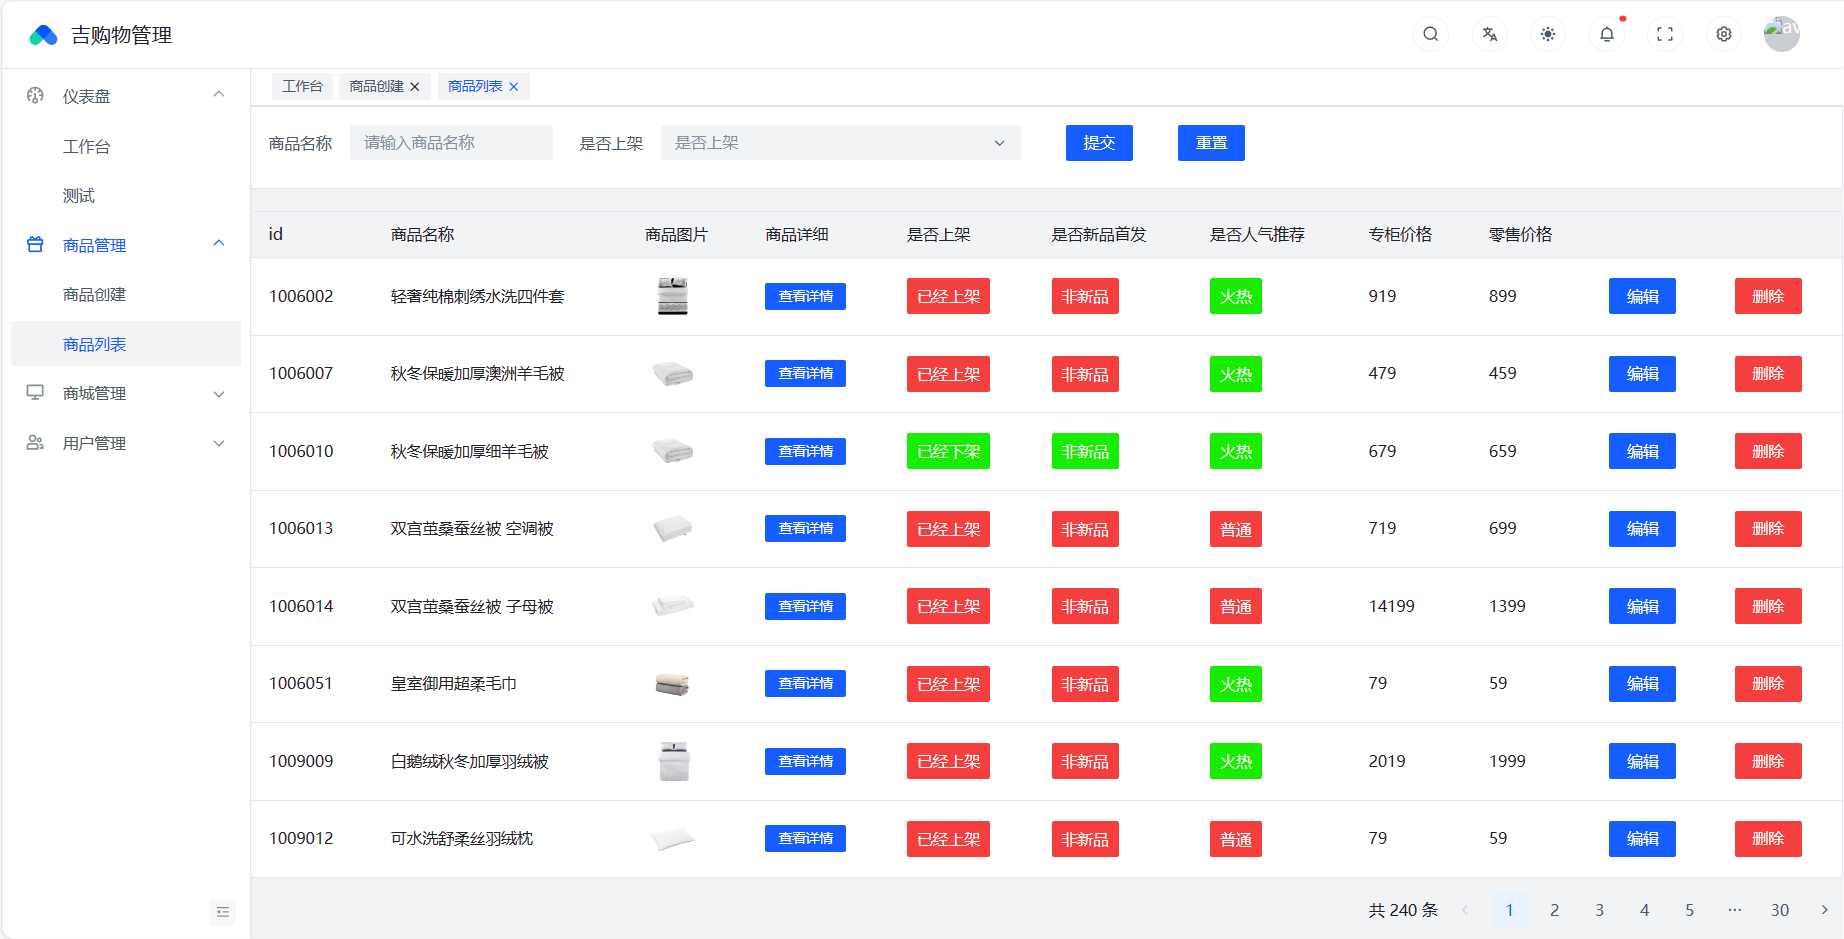 吉购物管理
仪表盘
工作台
测试
商品管理
商品创建
商品列表
商城管理
用户管理
工作台 商品创建 商品列表
商品名称 请输入商品名称 是否上架 是否上架 提交 重置
id 商品名称 商品图片 商品详细 是否上架 是否新品首发 是否人气推荐 专柜价格 零售价格
1006002 轻奢纯棉刺绣水洗四件套 查看详情 已经上架 非新品 火热 919 899 编辑 删除
1006007 秋冬保暖加厚澳洲羊毛被 查看详情 已经上架 非新品 火热 479 459 编辑 删除
1006010 秋冬保暖加厚细羊毛被 查看详情 已经下架 非新品 火热 679 659 编辑 删除
1006013 双宫茧桑蚕丝被 空调被 查看详情 已经上架 非新品 普通 719 699 编辑 删除
1006014 双宫茧桑蚕丝被 子母被 查看详情 已经上架 非新品 普通 14199 1399 编辑 删除
1006051 皇室御用超柔毛巾 查看详情 已经上架 非新品 火热 79 59 编辑 删除
1009009 白鹅绒秋冬加厚羽绒被 查看详情 已经上架 非新品 火热 2019 1999 编辑 删除
1009012 可水洗舒柔丝羽绒枕 查看详情 已经上架 非新品 普通 79 59 编辑 删除
共 240 条 1 2 3 4 5 ··· 30